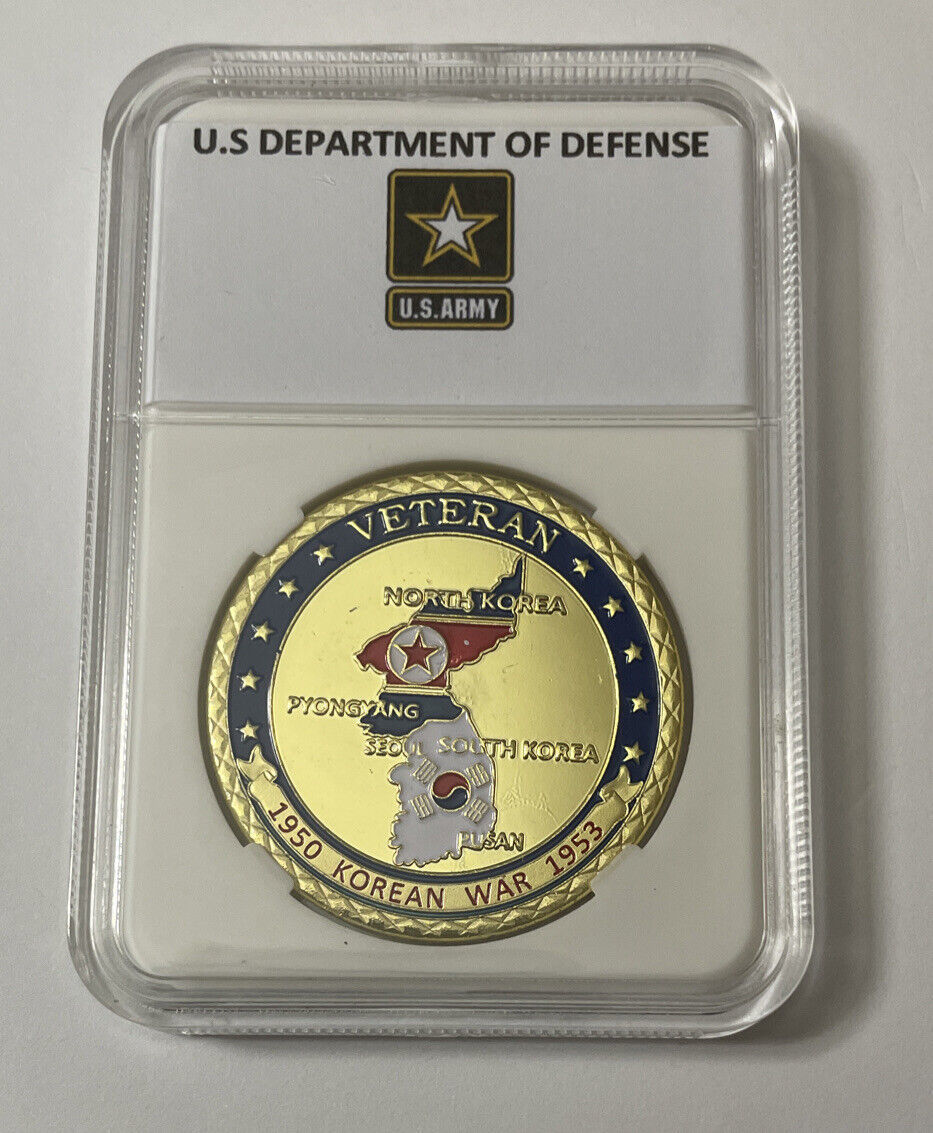 U.S DEPARTMENT OF DEFENSE
U.S.ARMY
VETERAN
NORTH KOREA
PYONGYANG
SEOUL SOUTH KOREA
PUSAN
1950 KOREAN WAR 1953